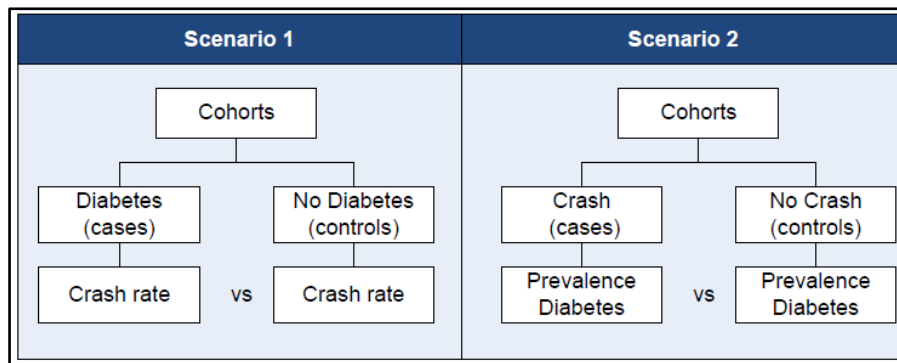 Scenario 1
Scenario 2
Cohorts
Cohorts
Diabetes
(cases)
No Diabetes
(controls)
Crash
(cases)
No Crash
(controls)
Crash rate
vs
Crash rate
Prevalence
Diabetes
vs
Prevalence
Diabetes